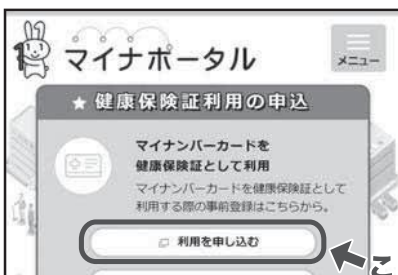 マイナポータル
メニュー
★ 健康保険証利用の申込
マイナンバーカードを
健康保険証として利用
マイナンバーカードを健康保険証として
利用する際の事前登録はこちらから。
利用を申し込む
こ